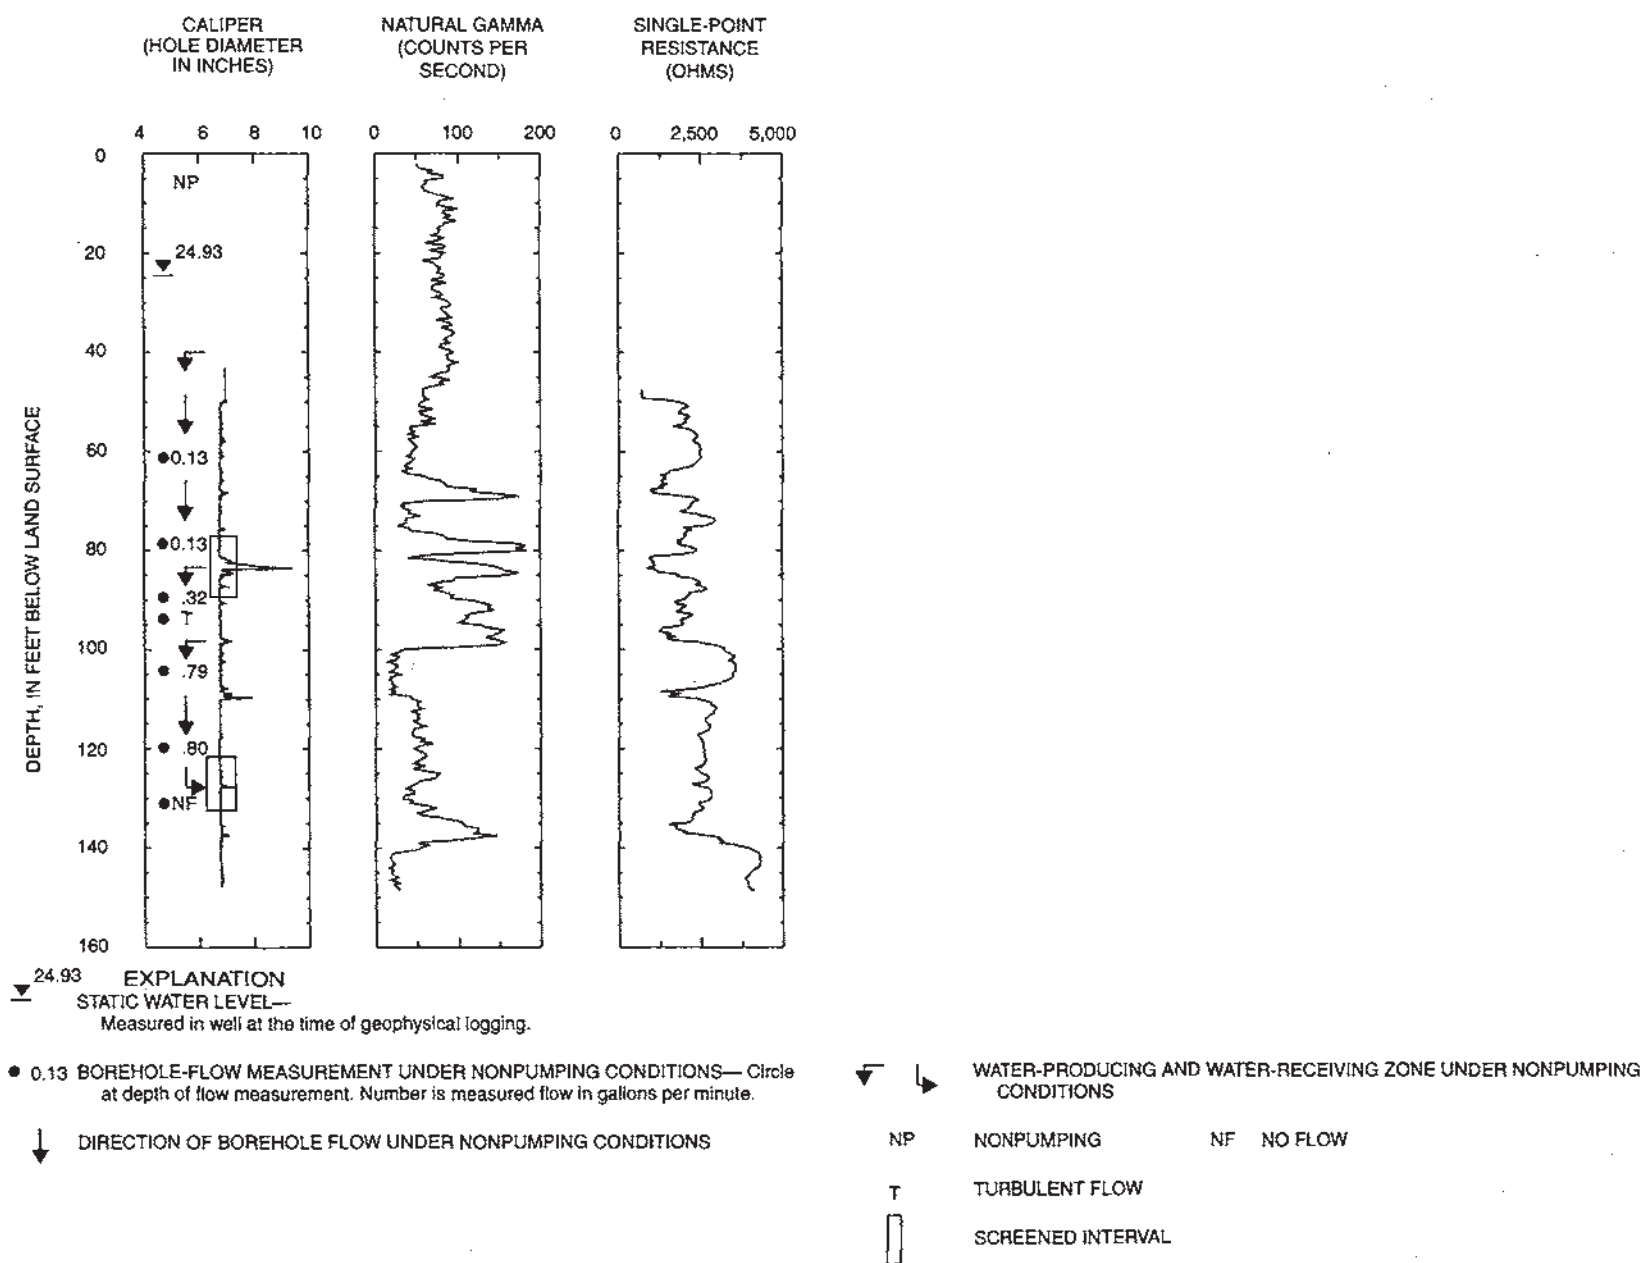 CALIPER
(HOLE DIAMETER
IN INCHES)
NATURAL GAMMA
(COUNTS PER
SECOND)
SINGLE-POINT
RESISTANCE
(OHMS)
4 6 8 10
0 100 200
0 2,500 5,000
0
20
40
60
80
100
120
140
160
DEPTH, IN FEET BELOW LAND SURFACE
NP
24.93
0.13
0.13
.32
T
.79
.80
NF
24.93 EXPLANATION
STATIC WATER LEVEL—
Measured in well at the time of geophysical logging.
0.13 BOREHOLE-FLOW MEASUREMENT UNDER NONPUMPING CONDITIONS— Circle
at depth of flow measurement. Number is measured flow in gallons per minute.
DIRECTION OF BOREHOLE FLOW UNDER NONPUMPING CONDITIONS
WATER-PRODUCING AND WATER-RECEIVING ZONE UNDER NONPUMPING
CONDITIONS
NP NONPUMPING NF NO FLOW
T TURBULENT FLOW
SCREENED INTERVAL